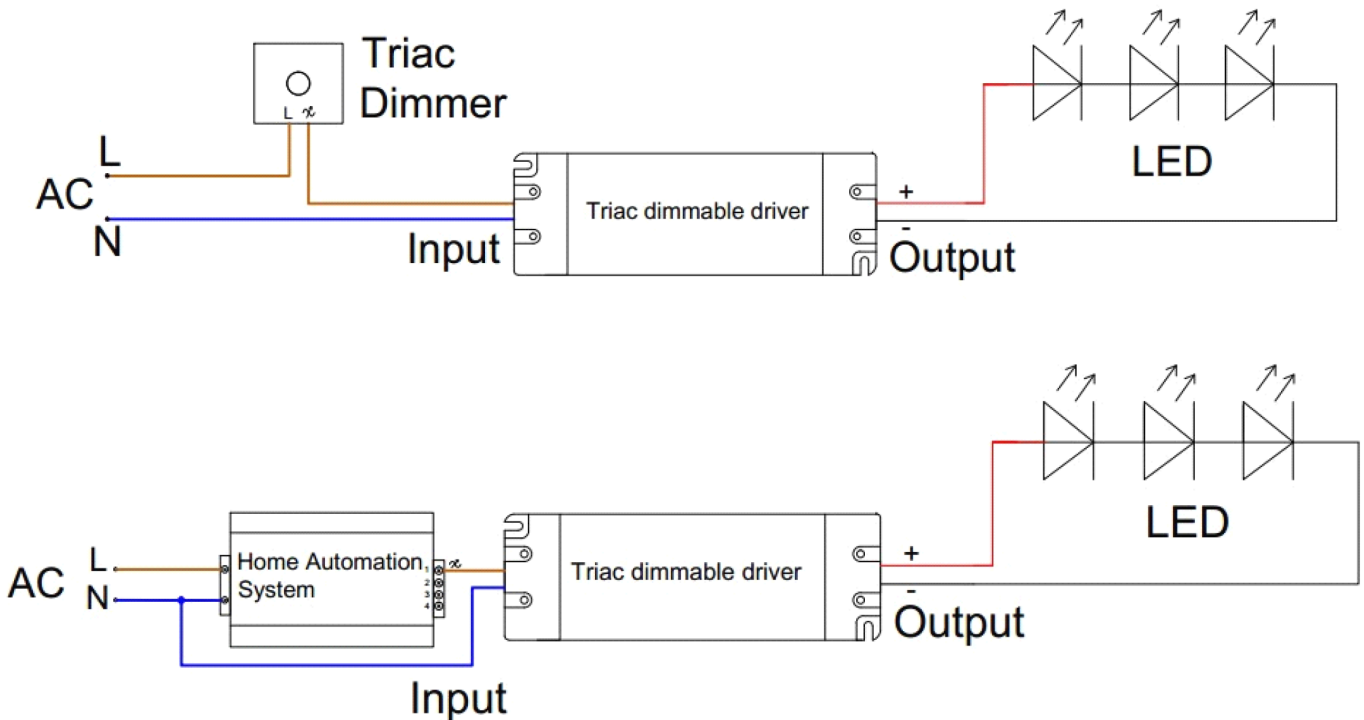 Triac
Dimmer
L
L
AC
N
Input
Triac dimmable driver
+
-
Output
LED
AC
L
N
Home Automation
System
1
2
3
4
Input
Triac dimmable driver
+
-
Output
LED